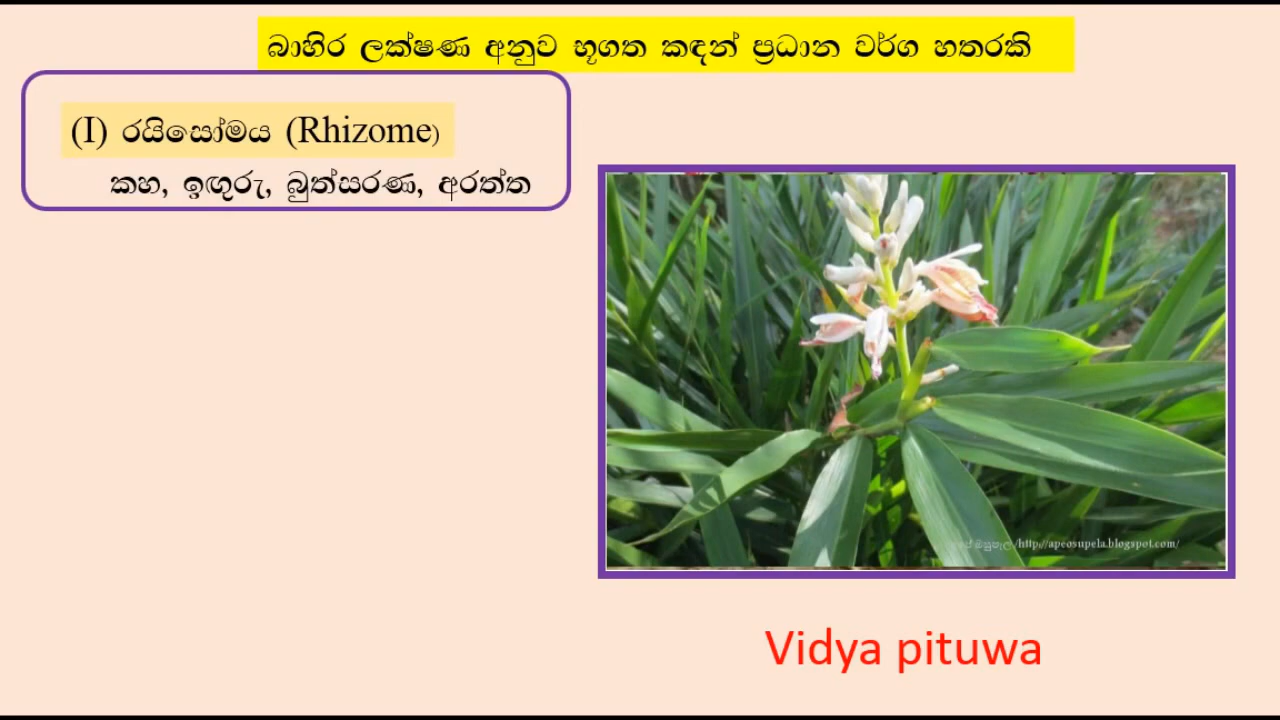 බාහිර ලක්ෂණ අනුව භූගත කඳන් ප්‍රධාන වර්ග හතරකි
(I) රයිසෝමය (Rhizome)
කහ, ඉඟුරු, බුත්සරණ, අරත්ත
/http://apeosupela.blogspot.com/
Vidya pituwa